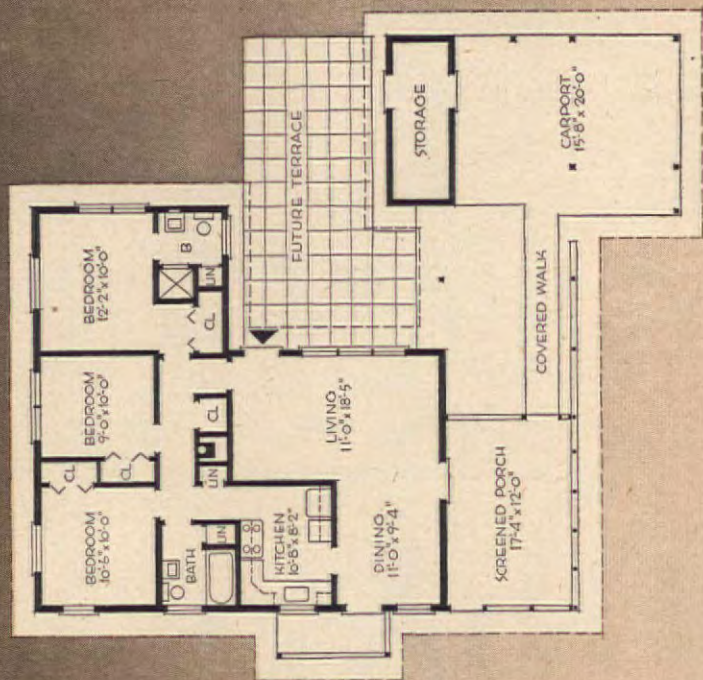 BEDROOM
10'-6" x 10'-0"
CL
CL
BEDROOM
9'-0" x 10'-0"
BEDROOM
12'-2" x 10'-0"
BATH
LIN
LIN
CL
CL
LIN
B
KITCHEN
10'-8" x 8'-2"
FUTURE TERRACE
LIVING
11'-0" x 18'-5"
DINING
11'-0" x 9'-4"
STORAGE
SCREENED PORCH
17'-4" x 12'-0"
COVERED WALK
CARPORT
15'-8" x 20'-0"